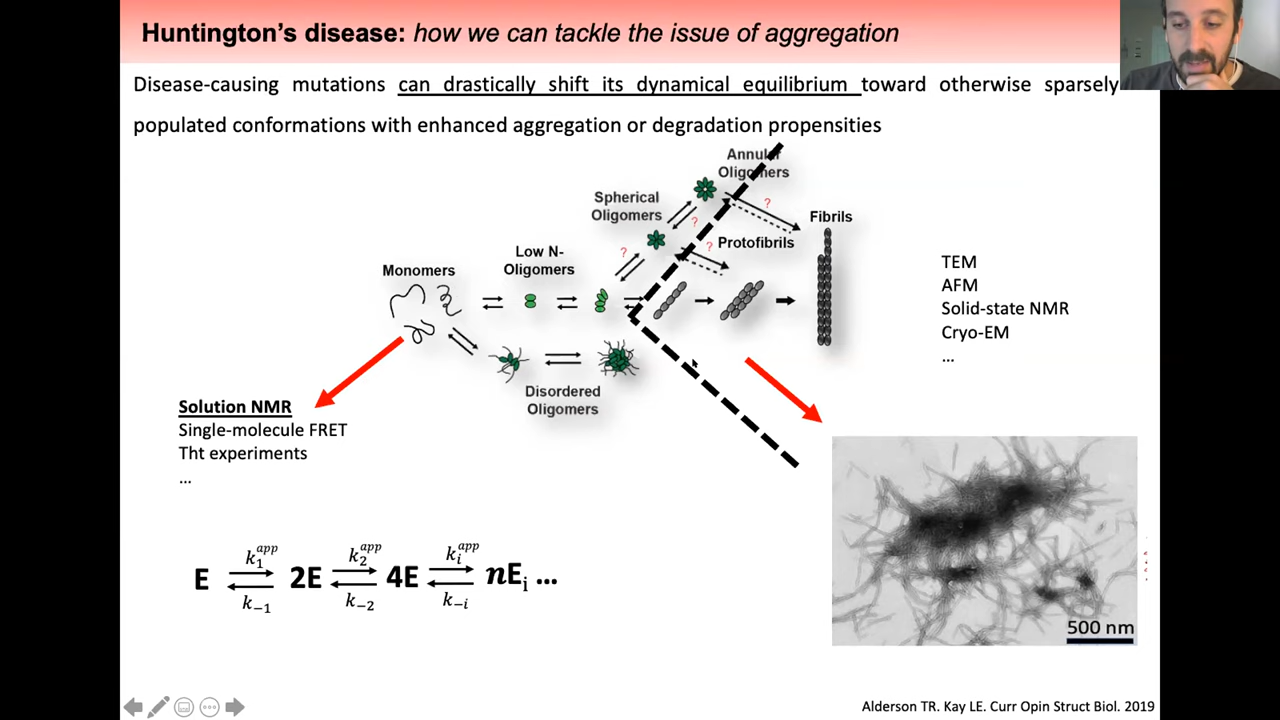 Huntington's disease: how we can tackle the issue of aggregation
Disease-causing mutations can drastically shift its dynamical equilibrium toward otherwise sparsely
populated conformations with enhanced aggregation or degradation propensities
Annular
Oligomers
Spherical
Oligomers
?
?
Fibrils
Low N-
Oligomers
?
?
Protofibrils
Monomers
Disordered
Oligomers
TEM
AFM
Solid-state NMR
Cryo-EM
...
Solution NMR
Single-molecule FRET
Tht experiments
...
k₁ᵃᵖᵖ k₂ᵃᵖᵖ kᵢᵃᵖᵖ
E ⇌ 2E ⇌ 4E ⇌ nEᵢ ...
k₋₁ k₋₂ k₋ᵢ
500 nm
Alderson TR. Kay LE. Curr Opin Struct Biol. 2019